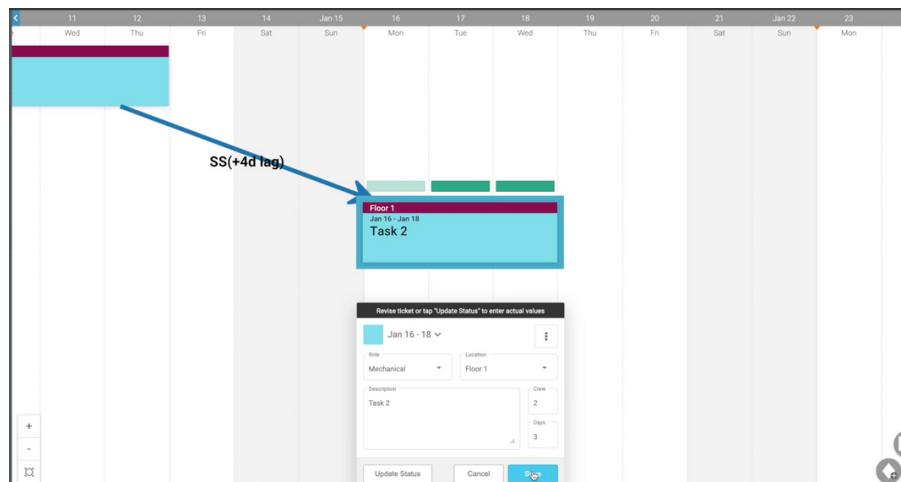 11 12 13 14 Jan 15 16 17 18 19 20 21 Jan 22 23
Wed Thu Fri Sat Sun Mon Tue Wed Thu Fri Sat Sun Mon
SS(+4d lag)
Floor 1
Jan 16 - Jan 18
Task 2
Revise ticket or tap "Update Status" to enter actual values
Jan 16 - 18
Role Location
Mechanical Floor 1
Description Crew
Task 2 2
Days
3
+
-
Update Status Cancel Save